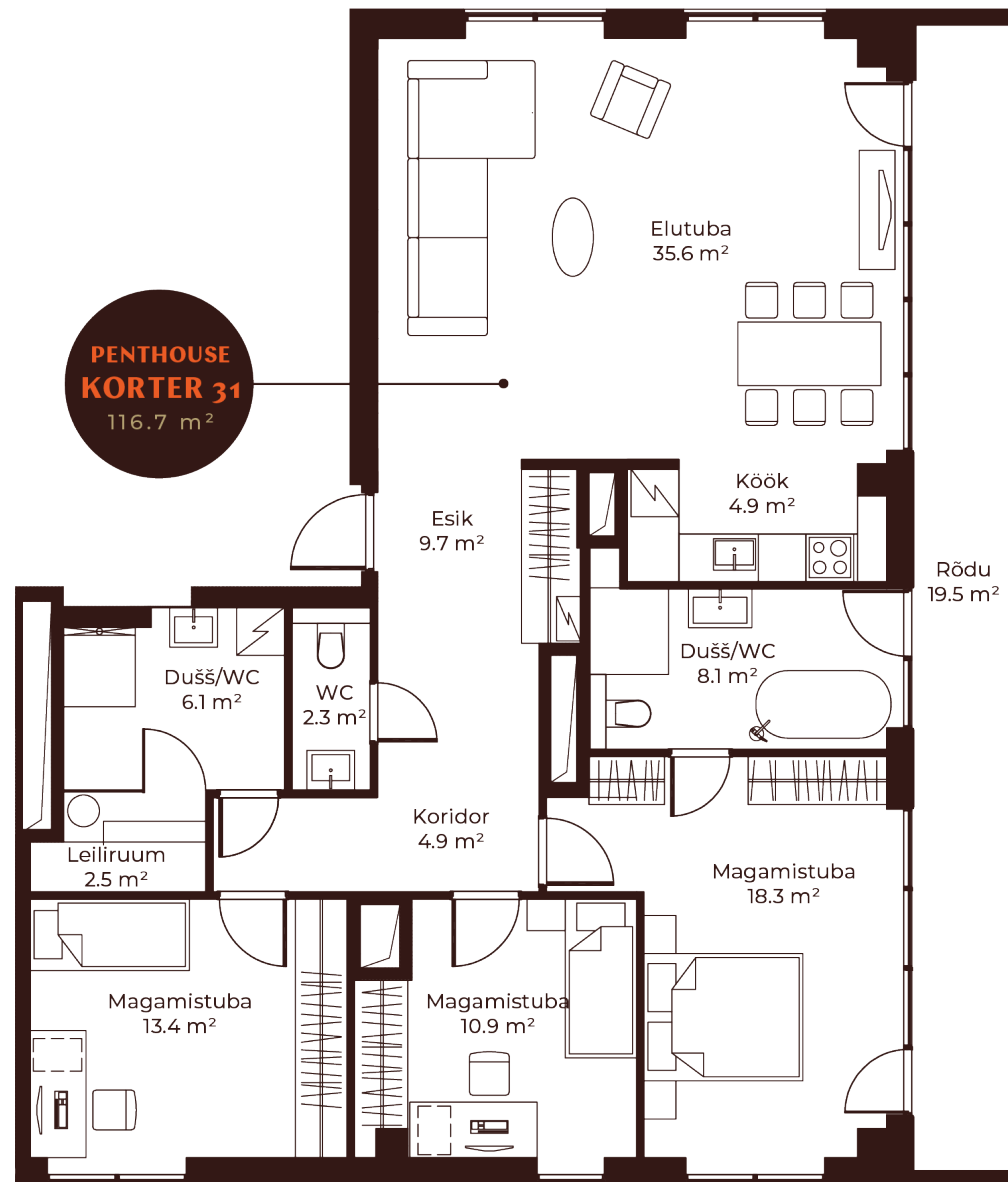 Elutuba
35.6 m²
PENTHOUSE
KORTER 31
116.7 m²
Köök
4.9 m²
Esik
9.7 m²
Rõdu
19.5 m²
Dušš/WC
6.1 m²
WC
2.3 m²
Dušš/WC
8.1 m²
Koridor
4.9 m²
Leiliruum
2.5 m²
Magamistuba
18.3 m²
Magamistuba
13.4 m²
Magamistuba
10.9 m²